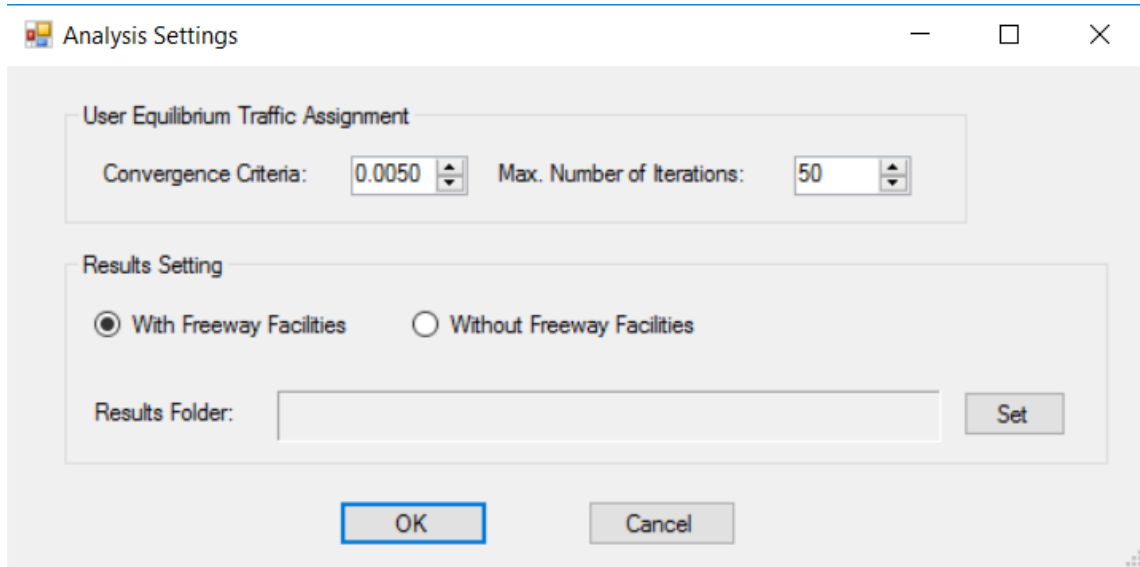 Analysis Settings
User Equilibrium Traffic Assignment
Convergence Criteria: 0.0050 Max. Number of Iterations: 50
Results Setting
With Freeway Facilities Without Freeway Facilities
Results Folder: Set
OK Cancel